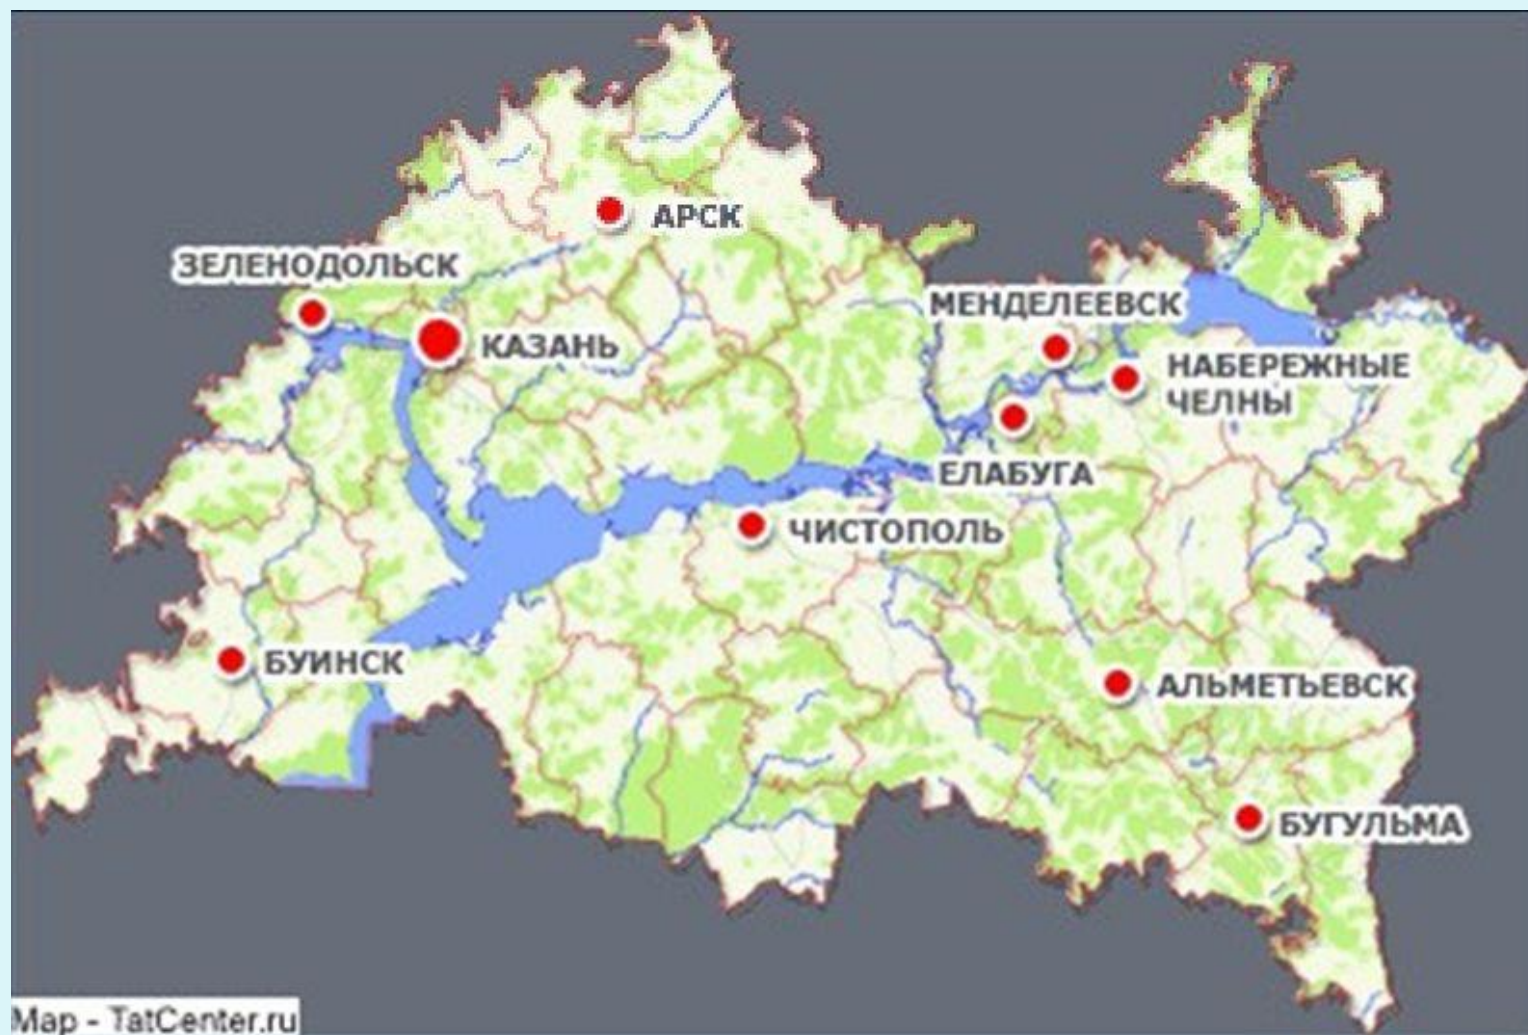 АРСК
ЗЕЛЕНОДОЛЬСК
МЕНДЕЛЕЕВСК
КАЗАНЬ
НАБЕРЕЖНЫЕ
ЧЕЛНЫ
ЕЛАБУГА
ЧИСТОПОЛЬ
БУИНСК
АЛЬМЕТЬЕВСК
БУГУЛЬМА
Map - TatCenter.ru